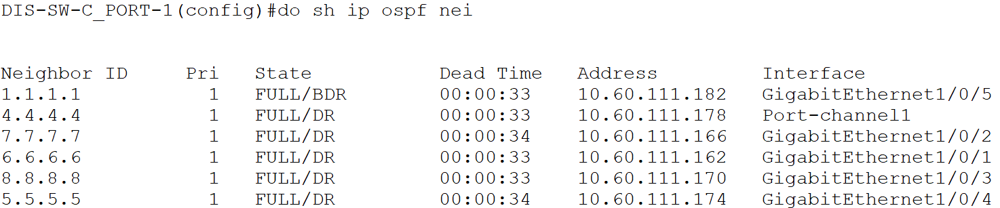 DIS-SW-C_PORT-1(config)#do sh ip ospf nei
Neighbor ID     Pri   State           Dead Time   Address         Interface
1.1.1.1           1   FULL/BDR        00:00:33    10.60.111.182   GigabitEthernet1/0/5
4.4.4.4           1   FULL/DR         00:00:33    10.60.111.178   Port-channel1
7.7.7.7           1   FULL/DR         00:00:34    10.60.111.166   GigabitEthernet1/0/2
6.6.6.6           1   FULL/DR         00:00:33    10.60.111.162   GigabitEthernet1/0/1
8.8.8.8           1   FULL/DR         00:00:33    10.60.111.170   GigabitEthernet1/0/3
5.5.5.5           1   FULL/DR         00:00:34    10.60.111.174   GigabitEthernet1/0/4